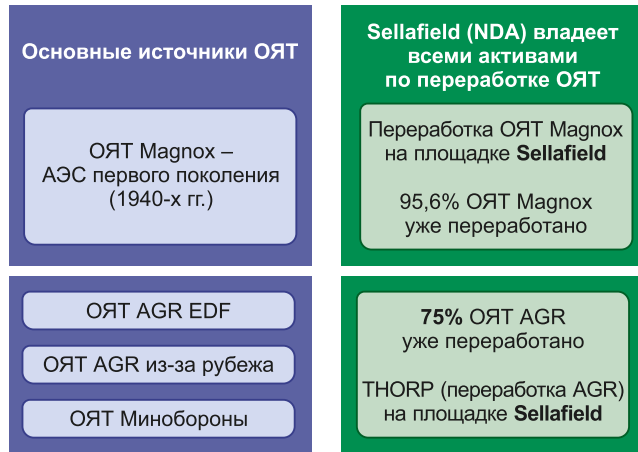 Основные источники ОЯТ
ОЯТ Magnox –
АЭС первого поколения
(1940-х гг.)
ОЯТ AGR EDF
ОЯТ AGR из-за рубежа
ОЯТ Минобороны
Sellafield (NDA) владеет
всеми активами
по переработке ОЯТ
Переработка ОЯТ Magnox
на площадке Sellafield
95,6% ОЯТ Magnox
уже переработано
75% ОЯТ AGR
уже переработано
THORP (переработка AGR)
на площадке Sellafield